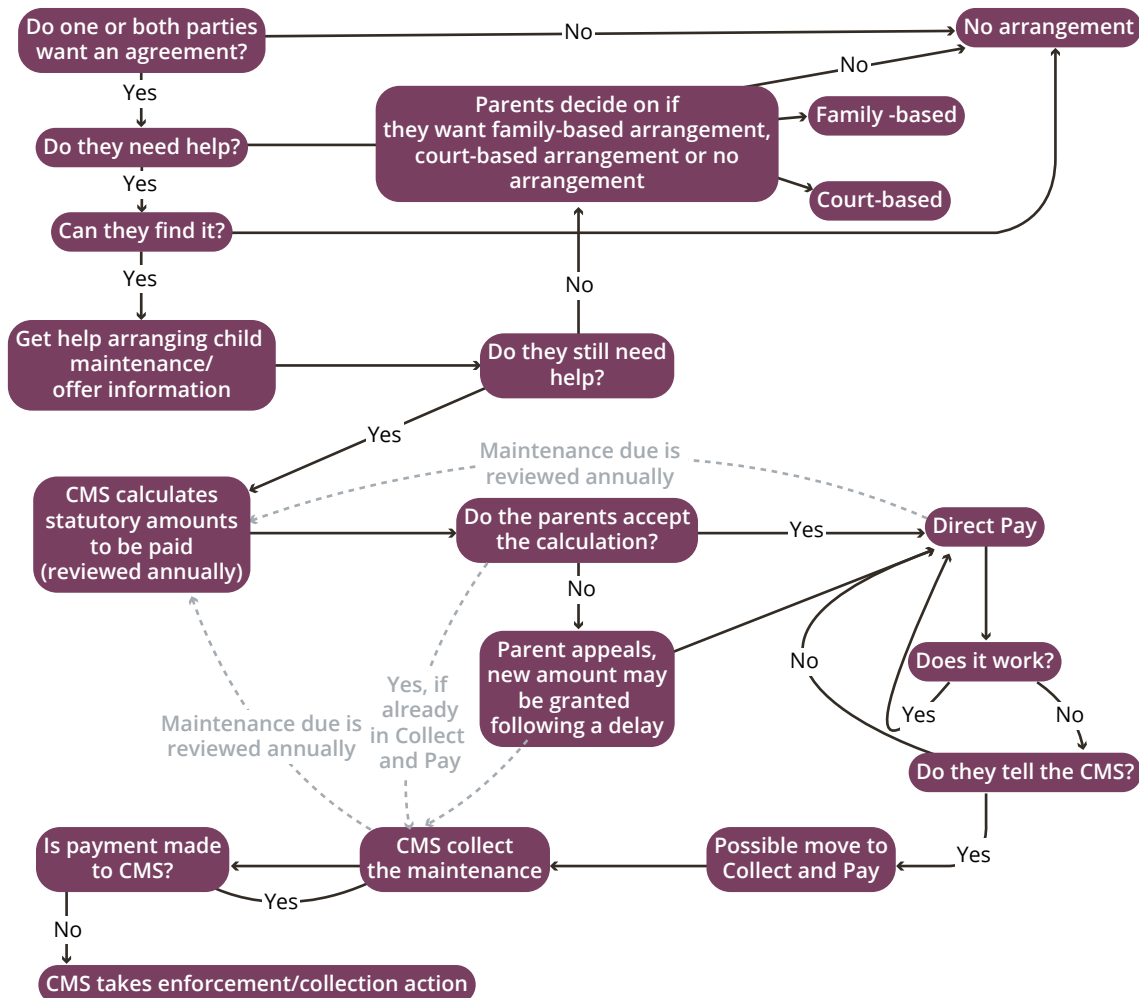 Do one or both parties
want an agreement?
No
No arrangement
Yes
No
Parents decide on if
they want family-based arrangement,
court-based arrangement or no
arrangement
Family -based
Do they need help?
Yes
Court-based
Can they find it?
Yes
No
Get help arranging child
maintenance/
offer information
Do they still need
help?
Yes
Maintenance due is
reviewed annually
CMS calculates
statutory amounts
to be paid
(reviewed annually)
Do the parents accept
the calculation?
Yes
Direct Pay
No
Parent appeals,
new amount may
be granted
following a delay
No
Does it work?
Yes
No
Maintenance due is
reviewed annually
Yes, if
already
in Collect
and Pay
Do they tell the CMS?
Yes
Is payment made
to CMS?
CMS collect
the maintenance
Possible move to
Collect and Pay
Yes
No
CMS takes enforcement/collection action